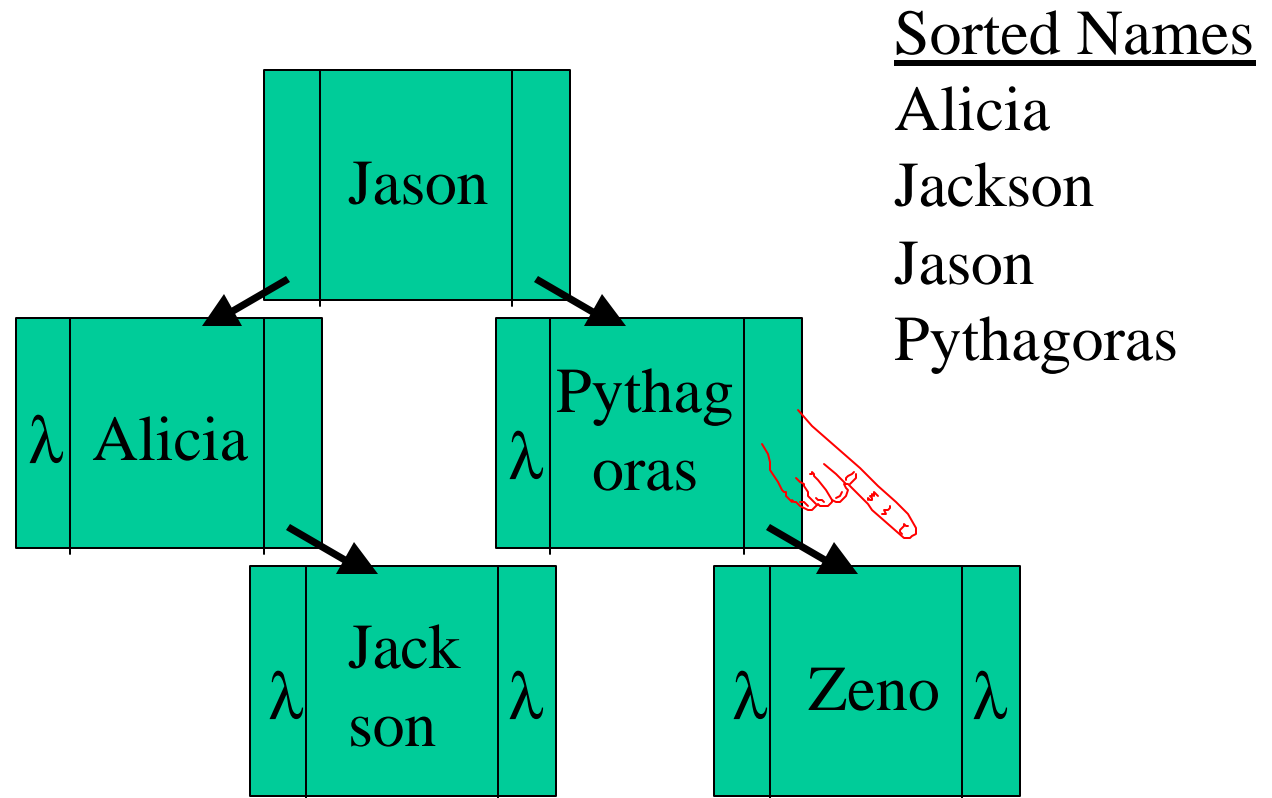 Sorted Names
Alicia
Jackson
Jason
Pythagoras
Jason
λ Alicia
λ Pythag
oras
λ Jack
son λ
λ Zeno λ